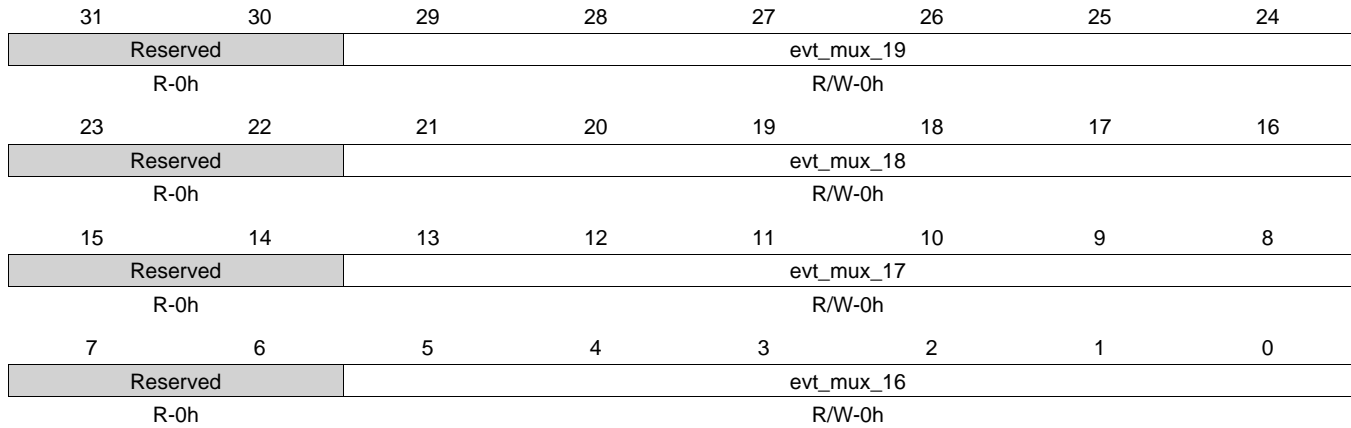 31 30 29 28 27 26 25 24
Reserved evt_mux_19
R-0h R/W-0h
23 22 21 20 19 18 17 16
Reserved evt_mux_18
R-0h R/W-0h
15 14 13 12 11 10 9 8
Reserved evt_mux_17
R-0h R/W-0h
7 6 5 4 3 2 1 0
Reserved evt_mux_16
R-0h R/W-0h